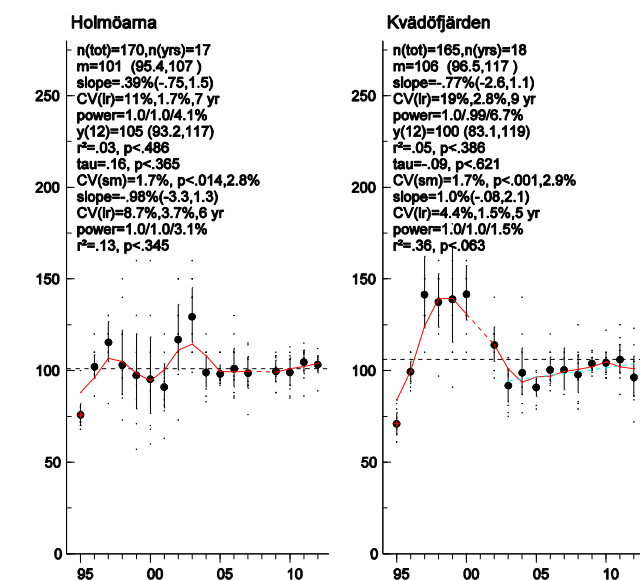 Holmöarna
n(tot)=170,n(yrs)=17
m=101 (95.4,107 )
slope=.39%(-.75,1.5)
CV(lr)=11%,1.7%,7 yr
power=1.0/1.0/4.1%
y(12)=105 (93.2,117)
r²=.03, p<.486
tau=.16, p<.365
CV(sm)=1.7%, p<.014,2.8%
slope=-.98%(-3.3,1.3)
CV(lr)=8.7%,3.7%,6 yr
power=1.0/1.0/3.1%
r²=.13, p<.345
250
200
150
100
50
0
95 00 05 10
Kvädöfjärden
n(tot)=165,n(yrs)=18
m=106 (96.5,117 )
slope=-.77%(-2.6,1.1)
CV(lr)=19%,2.8%,9 yr
power=1.0/.99/6.7%
y(12)=100 (83.1,119)
r²=.05, p<.386
tau=-.09, p<.621
CV(sm)=1.7%, p<.001,2.9%
slope=1.0%(-.08,2.1)
CV(lr)=4.4%,1.5%,5 yr
power=1.0/1.0/1.5%
r²=.36, p<.063
250
200
150
100
50
0
95 00 05 10